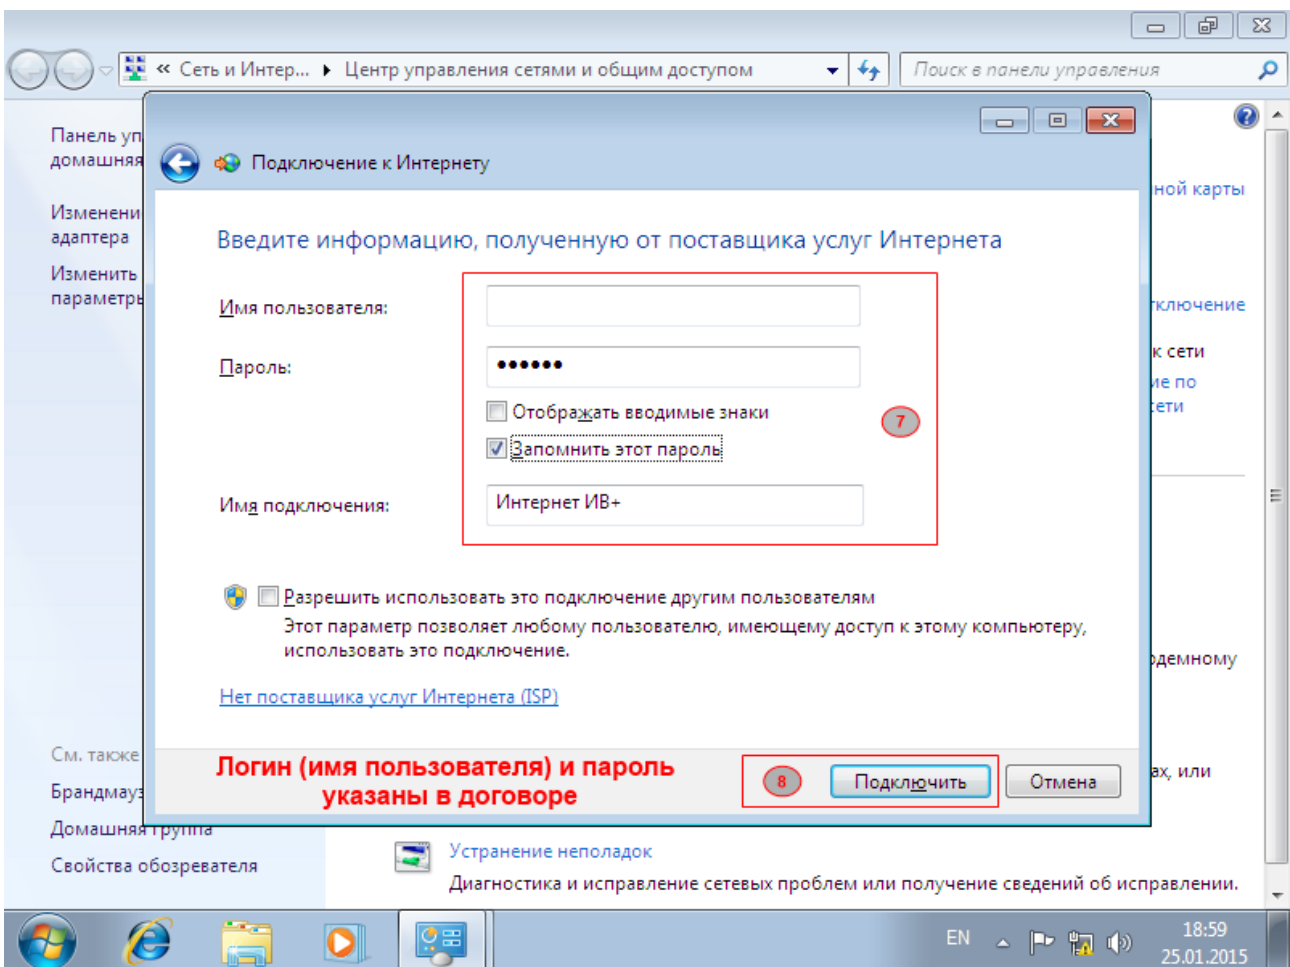 « Сеть и Интер... ▸ Центр управления сетями и общим доступом
Поиск в панели управления
Панель уп
домашняя
Изменени
адаптера
Изменить
параметры
Подключение к Интернету
Введите информацию, полученную от поставщика услуг Интернета
Имя пользователя:
Пароль:
••••••
Отображать вводимые знаки
Запомнить этот пароль
7
Имя подключения:
Интернет ИВ+
Разрешить использовать это подключение другим пользователям
Этот параметр позволяет любому пользователю, имеющему доступ к этому компьютеру,
использовать это подключение.
Нет поставщика услуг Интернета (ISP)
Логин (имя пользователя) и пароль
указаны в договоре
8
Подключить
Отмена
ной карты
ключение
к сети
ие по
сети
одемному
ах, или
См. также
Брандмауэ
Домашняя группа
Свойства обозревателя
Устранение неполадок
Диагностика и исправление сетевых проблем или получение сведений об исправлении.
EN
18:59
25.01.2015